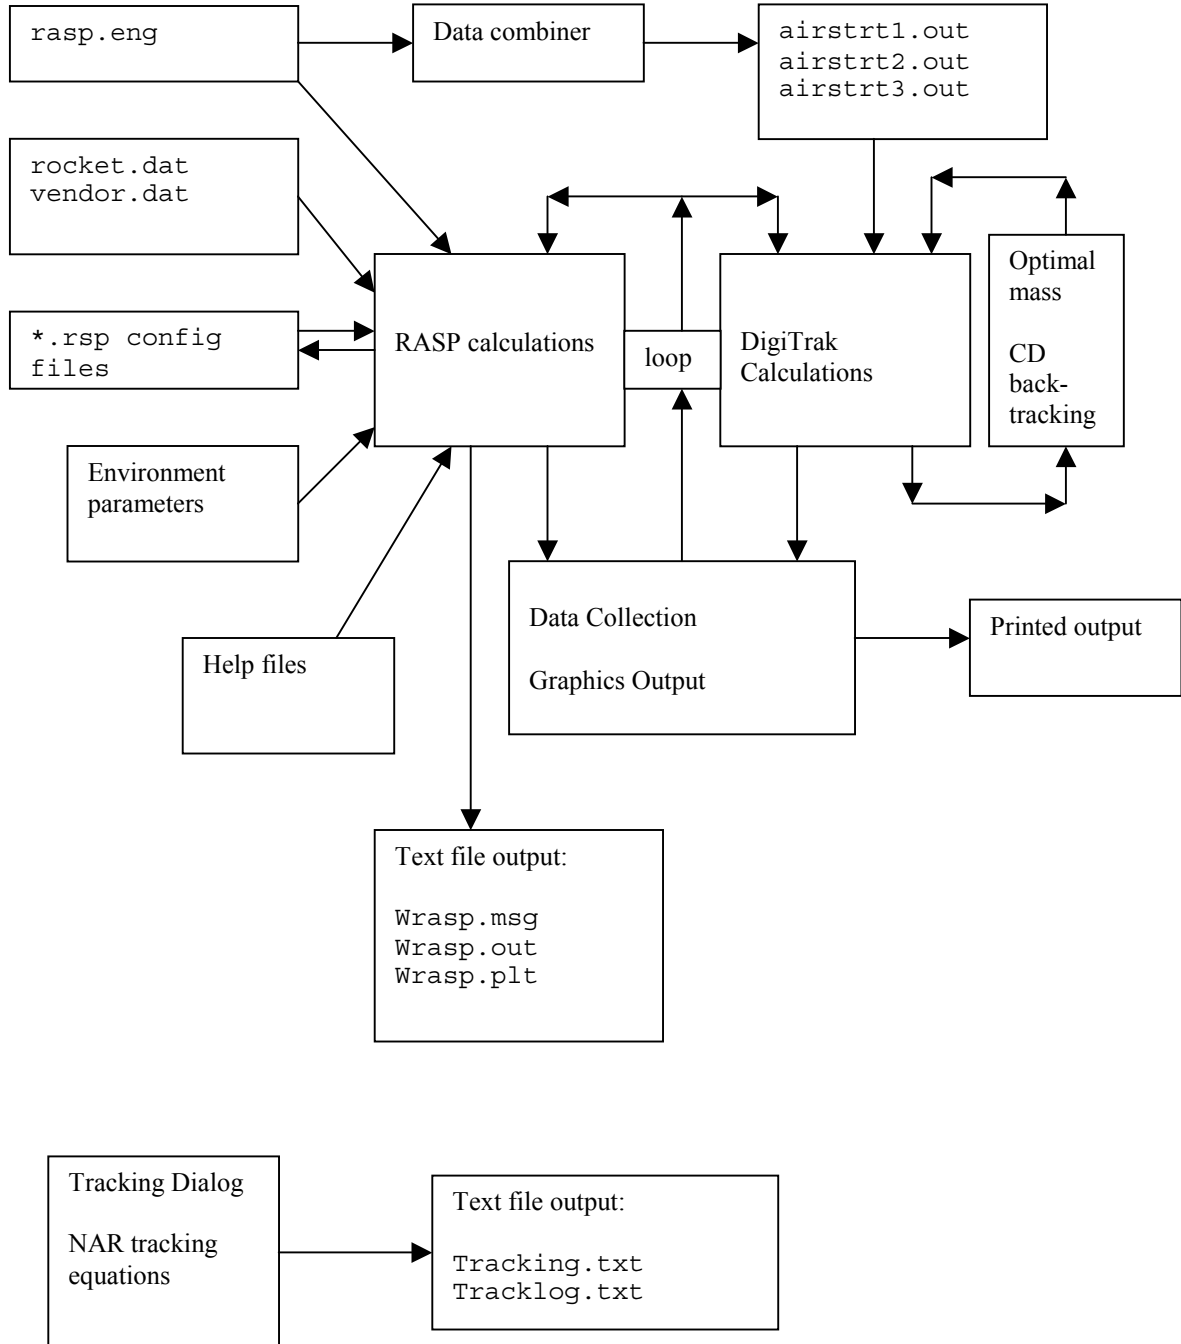 rasp.eng
Data combiner
airstrt1.out
airstrt2.out
airstrt3.out
rocket.dat
vendor.dat
*.rsp config
files
RASP calculations
loop
DigiTrak
Calculations
Optimal
mass
CD
back-
tracking
Environment
parameters
Help files
Data Collection
Graphics Output
Printed output
Text file output:
Wrasp.msg
Wrasp.out
Wrasp.plt
Tracking Dialog
NAR tracking
equations
Text file output:
Tracking.txt
Tracklog.txt